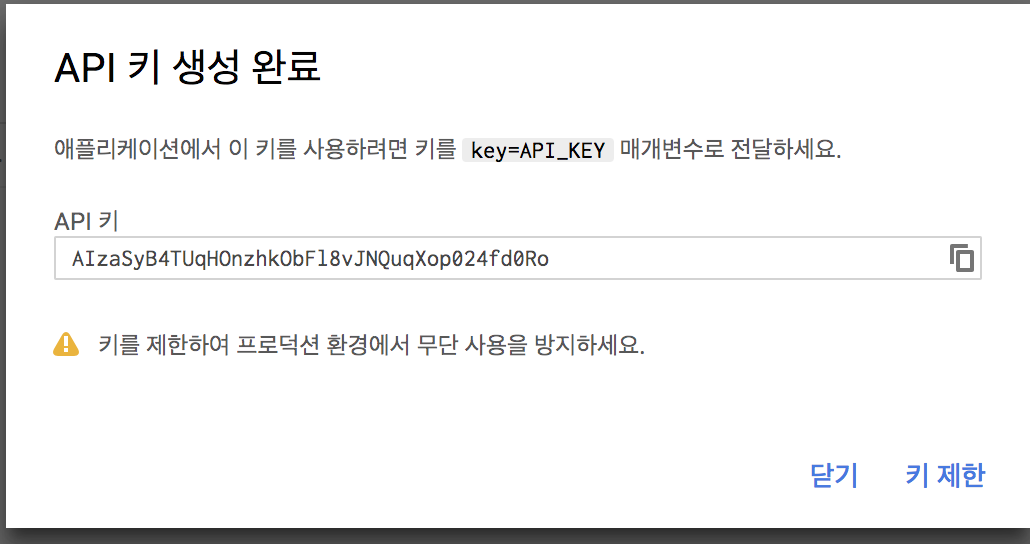 API 키 생성 완료
애플리케이션에서 이 키를 사용하려면 키를 key=API_KEY 매개변수로 전달하세요.
API 키
AIzaSyB4TUqHOnzhkObFl8vJNQuqXop024fd0Ro
키를 제한하여 프로덕션 환경에서 무단 사용을 방지하세요.
닫기 키 제한